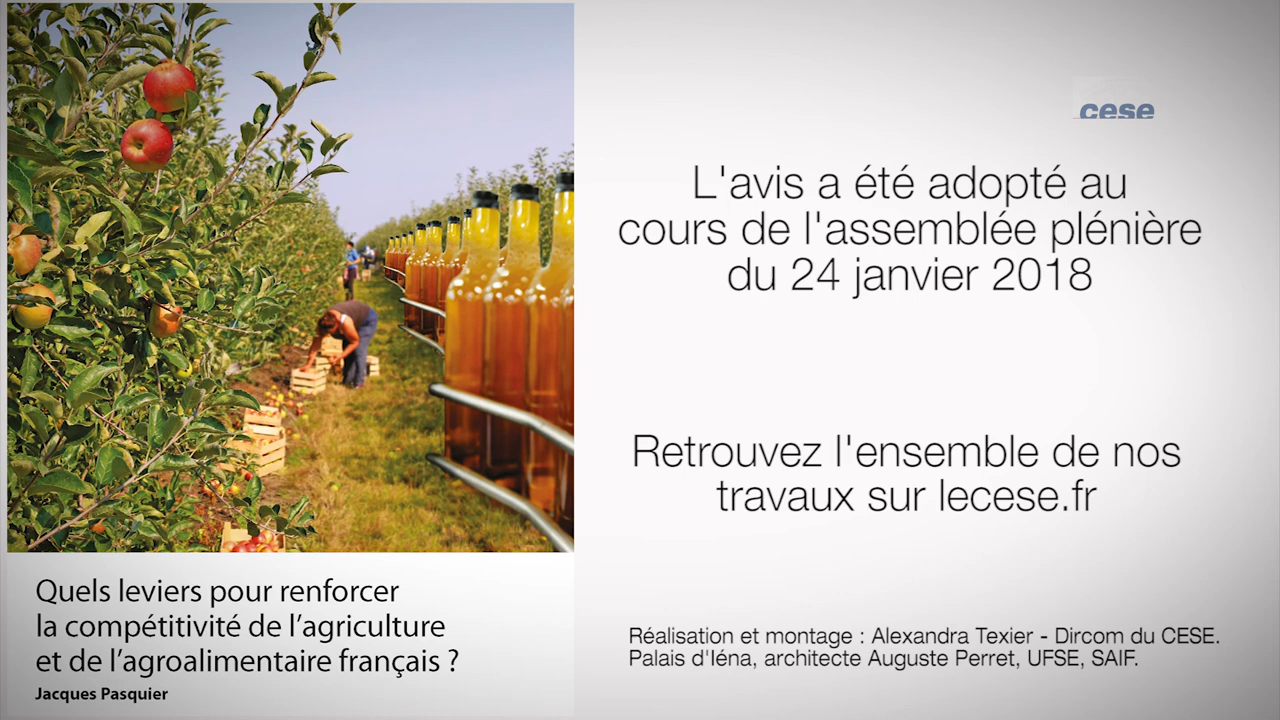 cese
L'avis a été adopté au
cours de l'assemblée plénière
du 24 janvier 2018
Retrouvez l'ensemble de nos
travaux sur lecese.fr
Quels leviers pour renforcer
la compétitivité de l’agriculture
et de l’agroalimentaire français ?
Jacques Pasquier
Réalisation et montage : Alexandra Texier - Dircom du CESE.
Palais d'Iéna, architecte Auguste Perret, UFSE, SAIF.